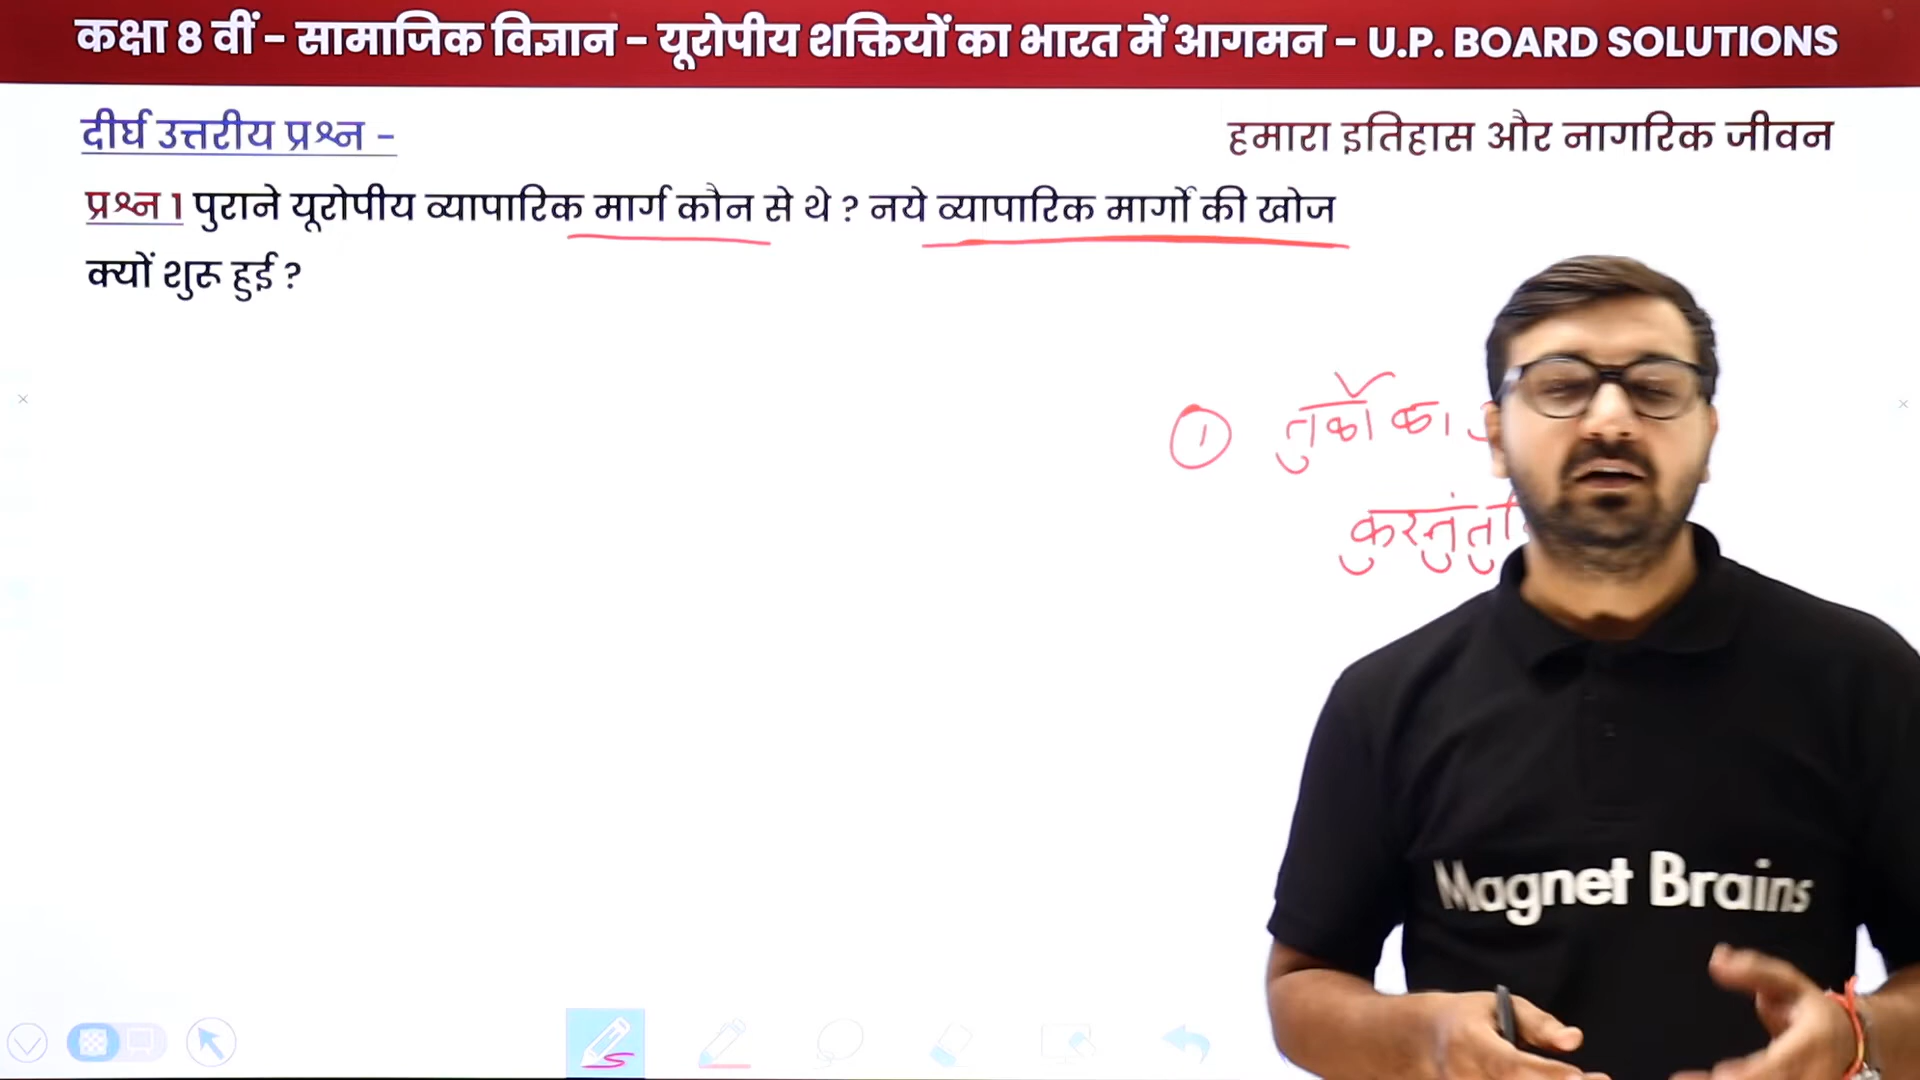 कक्षा 8 वीं - सामाजिक विज्ञान - यूरोपीय शक्तियों का भारत में आगमन - U.P. BOARD SOLUTIONS
दीर्घ उत्तरीय प्रश्न -
हमारा इतिहास और नागरिक जीवन
प्रश्न 1 पुराने यूरोपीय व्यापारिक मार्ग कौन से थे ? नये व्यापारिक मार्गों की खोज
क्यों शुरू हुई ?
1 तुर्कों का
Magnet Brains